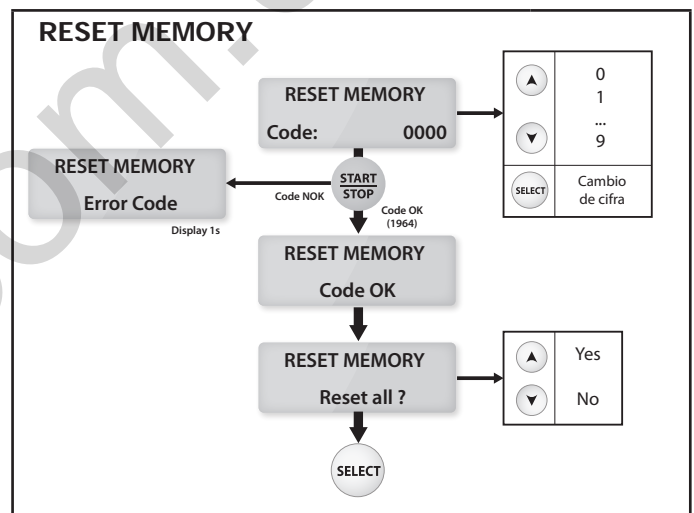 RESET MEMORY
RESET MEMORY
Code: 0000
0
1
...
9
SELECT
Cambio
de cifra
START
STOP
Code NOK
Code OK
(1964)
RESET MEMORY
Error Code
Display 1s
RESET MEMORY
Code OK
RESET MEMORY
Reset all ?
Yes
No
SELECT